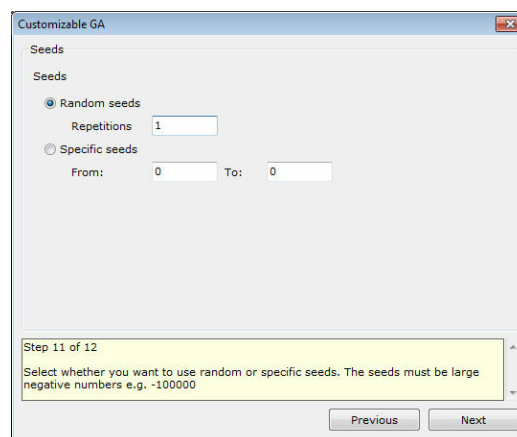 Customizable GA
Seeds
Seeds
Random seeds
Repetitions 1
Specific seeds
From: 0 To: 0
Step 11 of 12
Select whether you want to use random or specific seeds. The seeds must be large
negative numbers e.g. -100000
Previous Next